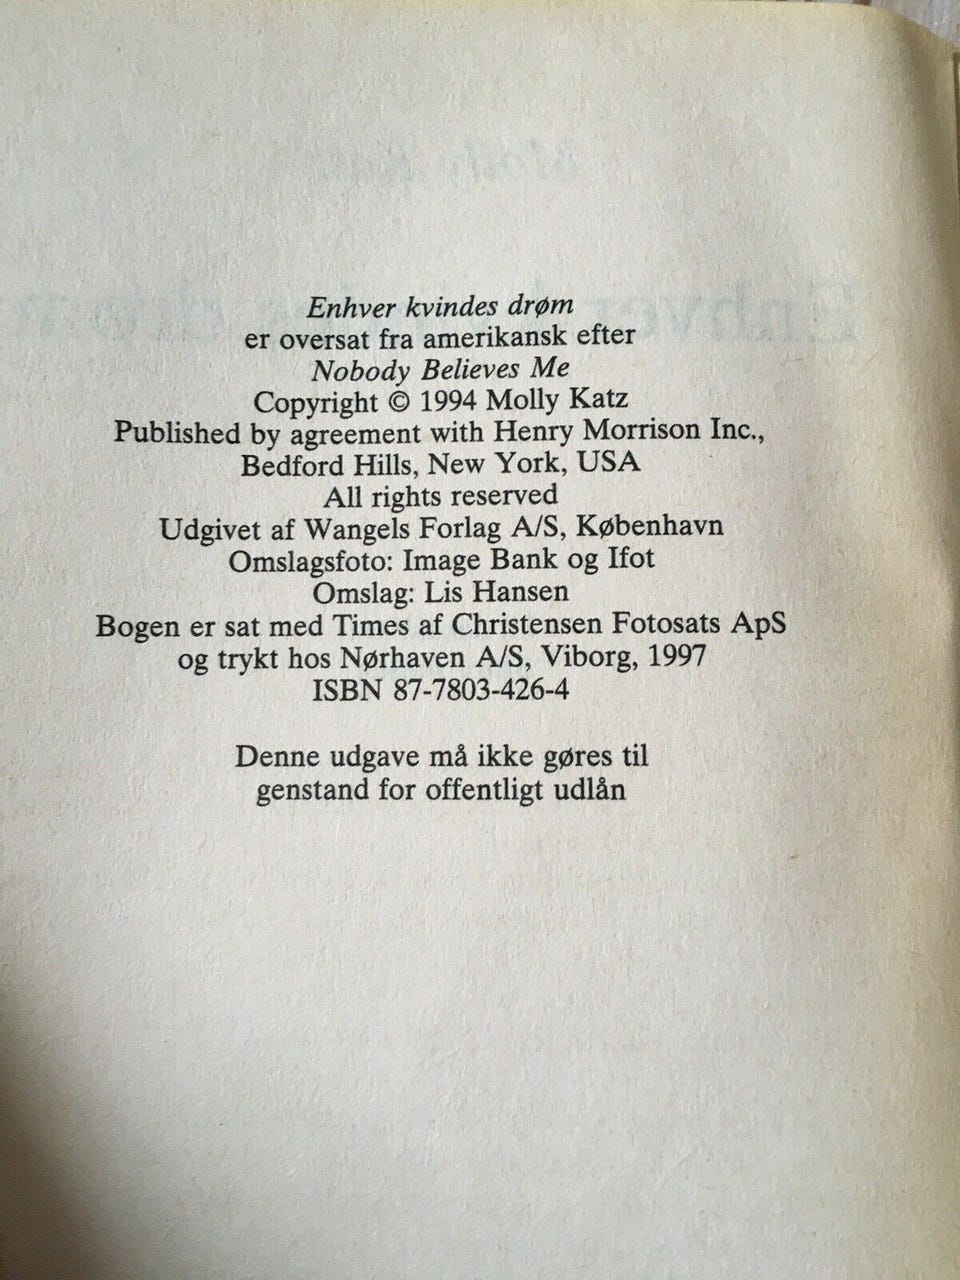 Enhver kvindes drøm
er oversat fra amerikansk efter
Nobody Believes Me
Copyright © 1994 Molly Katz
Published by agreement with Henry Morrison Inc.,
Bedford Hills, New York, USA
All rights reserved
Udgivet af Wangels Forlag A/S, København
Omslagsfoto: Image Bank og Ifot
Omslag: Lis Hansen
Bogen er sat med Times af Christensen Fotosats ApS
og trykt hos Nørhaven A/S, Viborg, 1997
ISBN 87-7803-426-4
Denne udgave må ikke gøres til
genstand for offentligt udlån